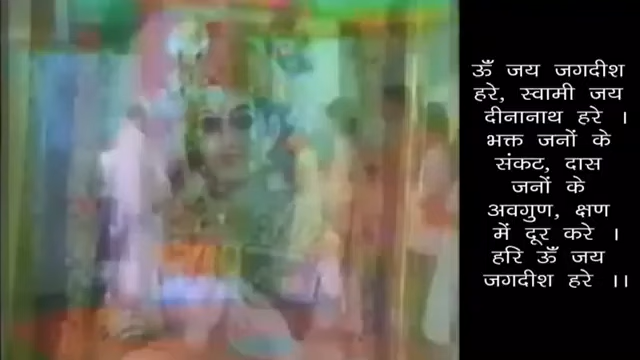 ऊँ जय जगदीश
हरे, स्वामी जय
दीनानाथ हरे ।
भक्त जनों के
संकट, दास
जनों के
अवगुण, क्षण
में दूर करे ।
हरि ऊँ जय
जगदीश हरे ।।